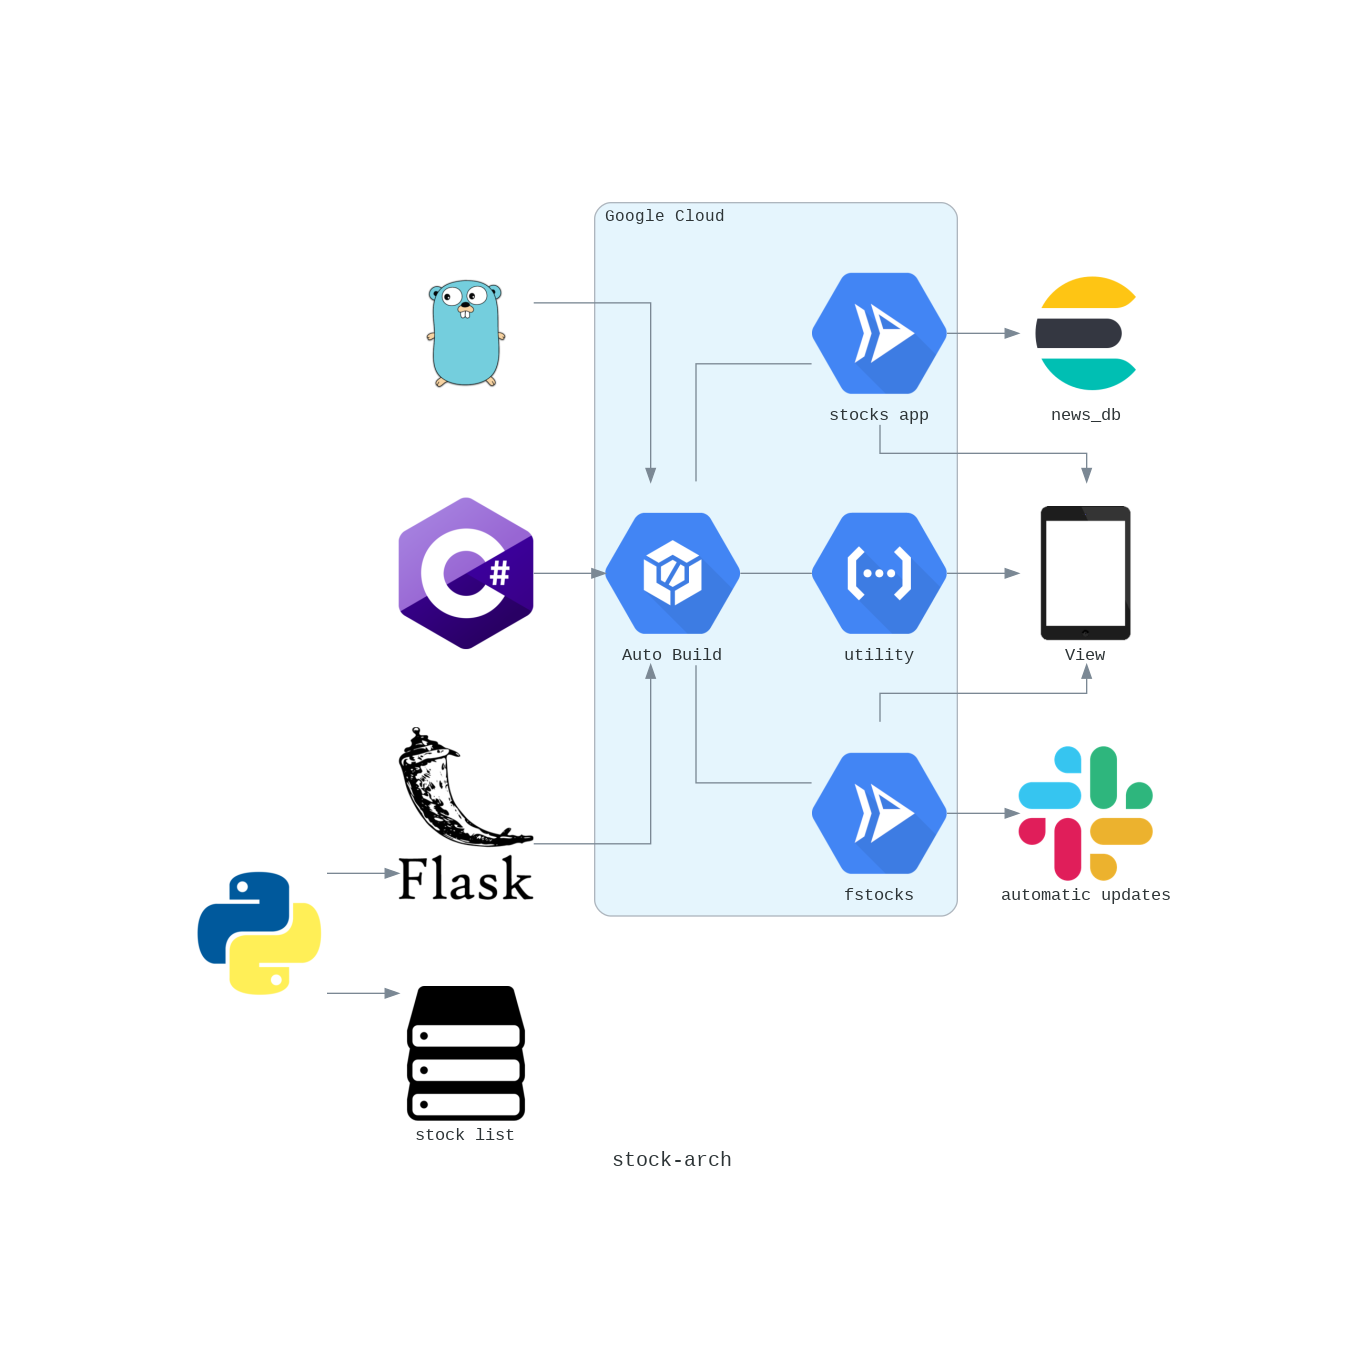 Google Cloud
stocks app
news_db
C#
Auto Build
utility
View
Flask
fstocks
automatic updates
stock list
stock-arch